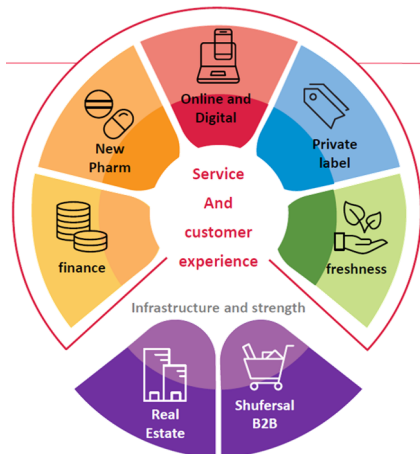 Online and
Digital
New
Pharm
Private
label
finance
freshness
Service
And
customer
experience
Infrastructure and strength
Real
Estate
Shufersal
B2B